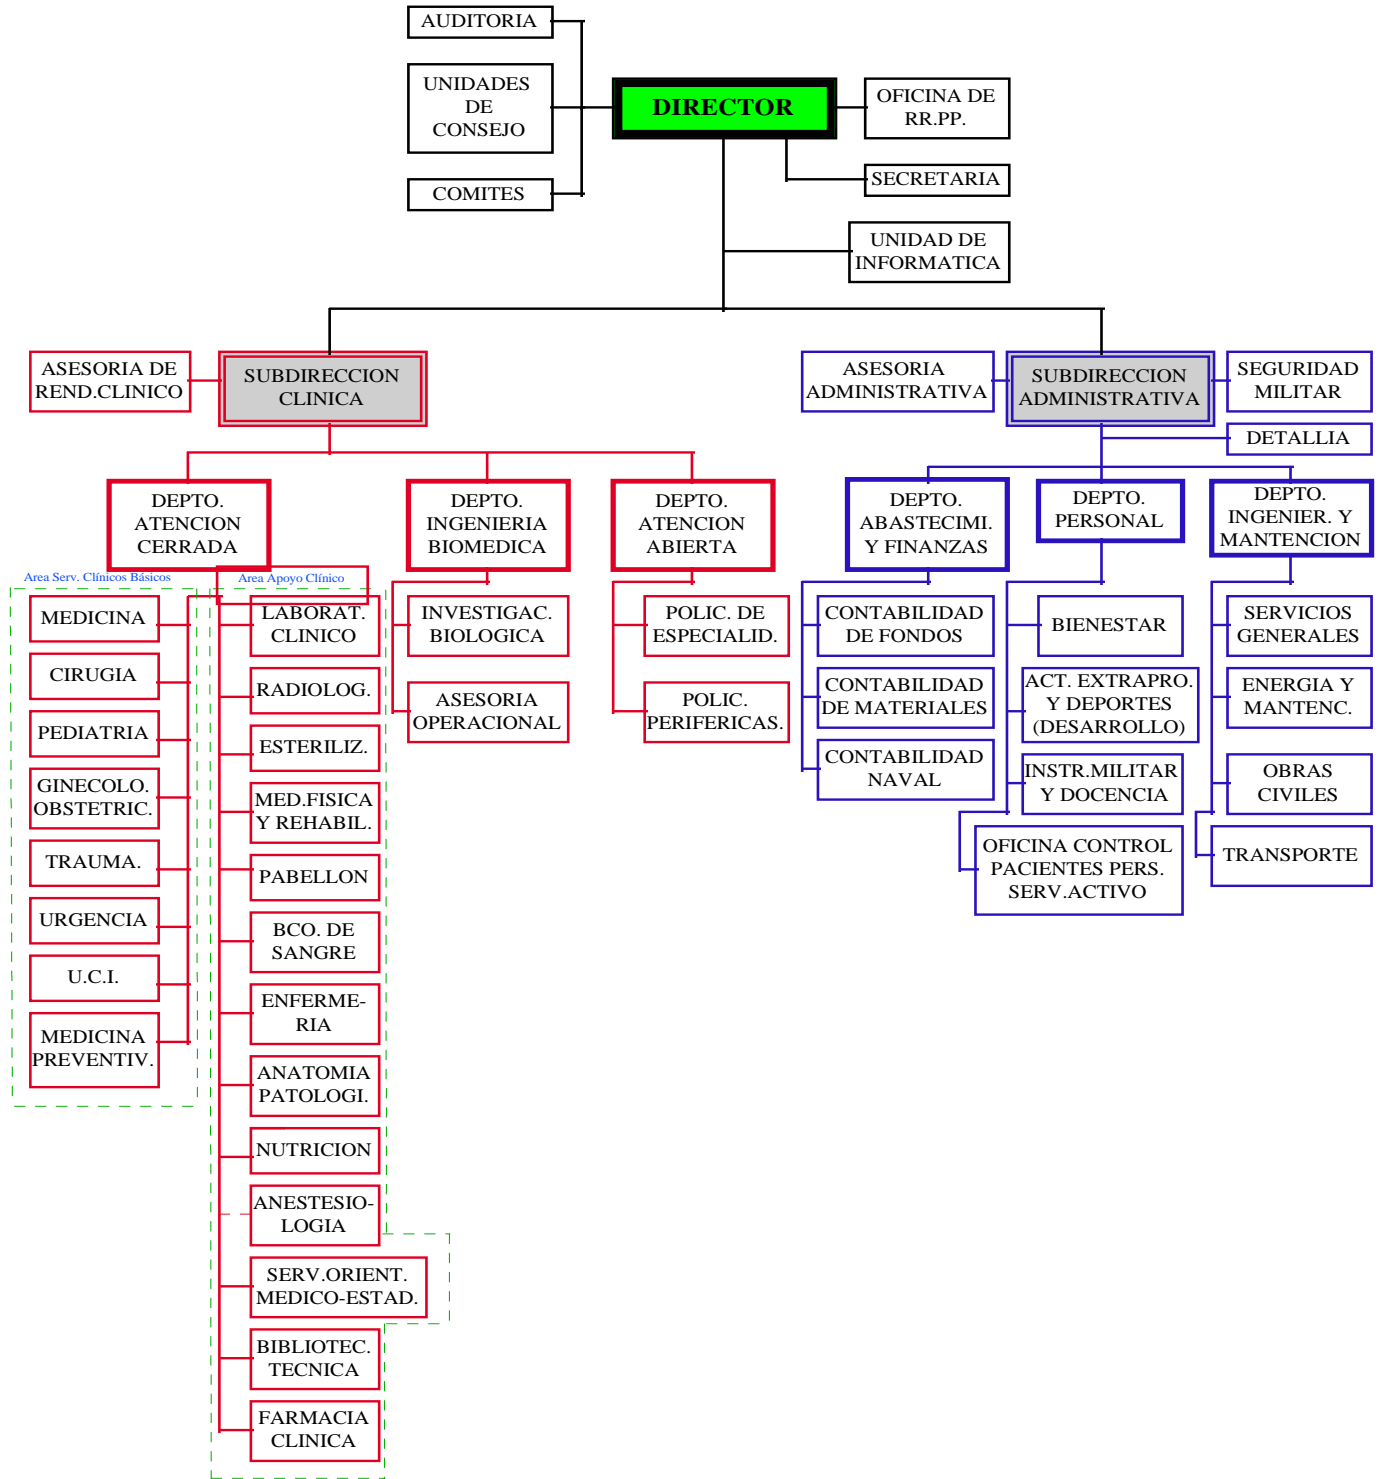 AUDITORIA
UNIDADES
DE
CONSEJO
COMITES
DIRECTOR
OFICINA DE
RR.PP.
SECRETARIA
UNIDAD DE
INFORMATICA
ASESORIA DE
REND.CLINICO
SUBDIRECCION
CLINICA
ASESORIA
ADMINISTRATIVA
SUBDIRECCION
ADMINISTRATIVA
SEGURIDAD
MILITAR
DETALLIA
DEPTO.
ATENCION
CERRADA
DEPTO.
INGENIERIA
BIOMEDICA
DEPTO.
ATENCION
ABIERTA
DEPTO.
ABASTECIMI.
Y FINANZAS
DEPTO.
PERSONAL
DEPTO.
INGENIER. Y
MANTENCION
Area Serv. Clínicos Básicos
MEDICINA
CIRUGIA
PEDIATRIA
GINECOLO.
OBSTETRIC.
TRAUMA.
URGENCIA
U.C.I.
MEDICINA
PREVENTIV.
Area Apoyo Clínico
LABORAT.
CLINICO
RADIOLOG.
ESTERILIZ.
MED.FISICA
Y REHABIL.
PABELLON
BCO. DE
SANGRE
ENFERME-
RIA
ANATOMIA
PATOLOGI.
NUTRICION
ANESTESIO-
LOGIA
SERV.ORIENT.
MEDICO-ESTAD.
BIBLIOTEC.
TECNICA
FARMACIA
CLINICA
INVESTIGAC.
BIOLOGICA
ASESORIA
OPERACIONAL
POLIC. DE
ESPECIALID.
POLIC.
PERIFERICAS.
CONTABILIDAD
DE FONDOS
CONTABILIDAD
DE MATERIALES
CONTABILIDAD
NAVAL
BIENESTAR
ACT. EXTRAPRO.
Y DEPORTES
(DESARROLLO)
INSTR.MILITAR
Y DOCENCIA
OFICINA CONTROL
PACIENTES PERS.
SERV.ACTIVO
SERVICIOS
GENERALES
ENERGIA Y
MANTENC.
OBRAS
CIVILES
TRANSPORTE